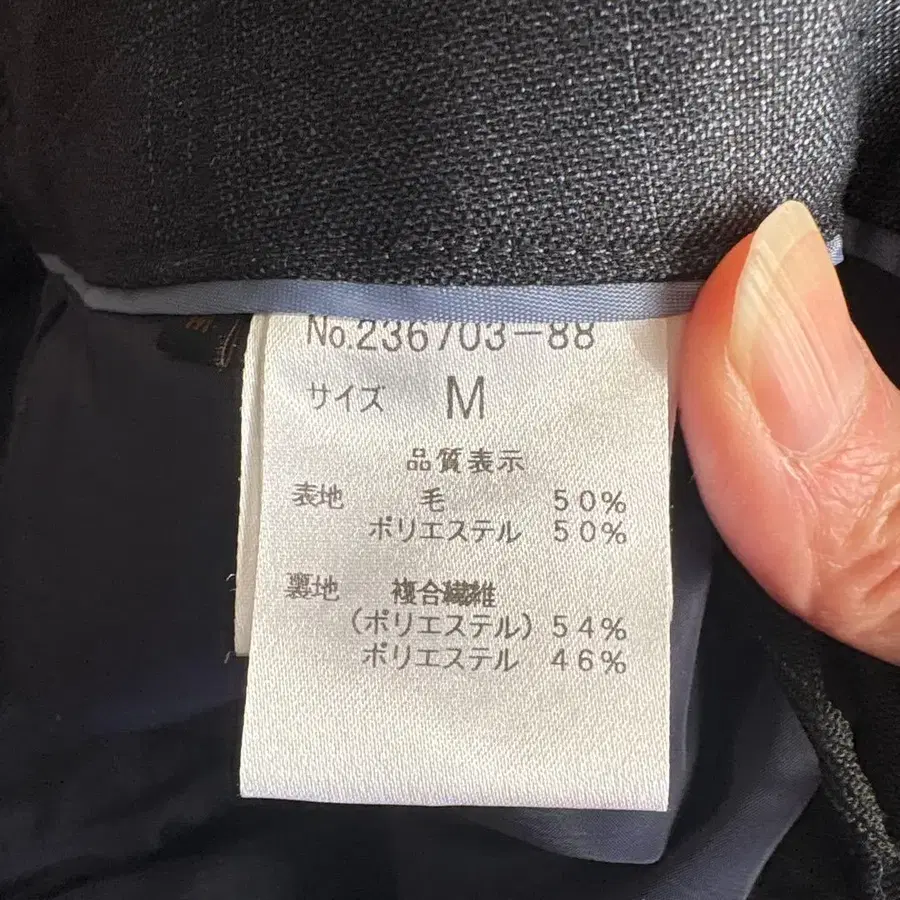 No.236703-88
サイズ M
品質表示
表地 毛 50%
ポリエステル 50%
裏地 複合繊維
(ポリエステル) 54%
ポリエステル 46%